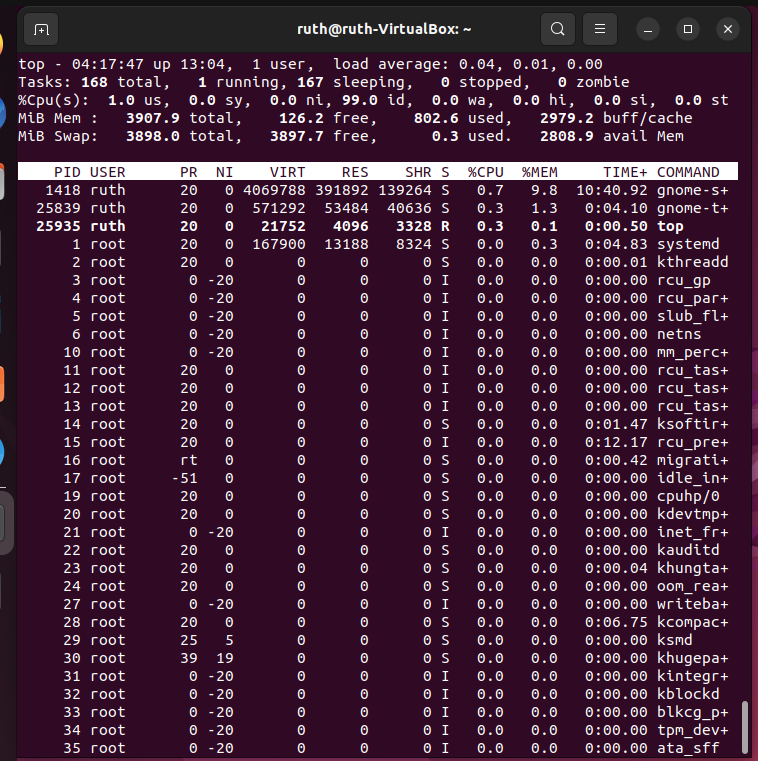 ruth@ruth-VirtualBox: ~
top - 04:17:47 up 13:04,  1 user,  load average: 0.04, 0.01, 0.00
Tasks: 168 total,   1 running, 167 sleeping,   0 stopped,   0 zombie
%Cpu(s):  1.0 us,  0.0 sy,  0.0 ni, 99.0 id,  0.0 wa,  0.0 hi,  0.0 si,  0.0 st
MiB Mem :   3907.9 total,    126.2 free,    802.6 used,   2979.2 buff/cache
MiB Swap:   3898.0 total,   3897.7 free,      0.3 used.   2808.9 avail Mem
PID USER      PR  NI    VIRT    RES    SHR S  %CPU  %MEM     TIME+ COMMAND
1418 ruth      20   0 4069788 391892 139264 S   0.7   9.8  10:40.92 gnome-s+
25839 ruth      20   0  571292  53484  40636 S   0.3   1.3   0:04.10 gnome-t+
25935 ruth      20   0   21752   4096   3328 R   0.3   0.1   0:00.50 top
1 root      20   0  167900  13188   8324 S   0.0   0.3   0:04.83 systemd
2 root      20   0       0      0      0 S   0.0   0.0   0:00.01 kthreadd
3 root       0 -20       0      0      0 I   0.0   0.0   0:00.00 rcu_gp
4 root       0 -20       0      0      0 I   0.0   0.0   0:00.00 rcu_par+
5 root       0 -20       0      0      0 I   0.0   0.0   0:00.00 slub_fl+
6 root       0 -20       0      0      0 I   0.0   0.0   0:00.00 netns
10 root       0 -20       0      0      0 I   0.0   0.0   0:00.00 mm_perc+
11 root      20   0       0      0      0 I   0.0   0.0   0:00.00 rcu_tas+
12 root      20   0       0      0      0 I   0.0   0.0   0:00.00 rcu_tas+
13 root      20   0       0      0      0 I   0.0   0.0   0:00.00 rcu_tas+
14 root      20   0       0      0      0 S   0.0   0.0   0:01.47 ksoftir+
15 root      20   0       0      0      0 I   0.0   0.0   0:12.17 rcu_pre+
16 root      rt   0       0      0      0 S   0.0   0.0   0:00.42 migrati+
17 root     -51   0       0      0      0 S   0.0   0.0   0:00.00 idle_in+
19 root      20   0       0      0      0 S   0.0   0.0   0:00.00 cpuhp/0
20 root      20   0       0      0      0 S   0.0   0.0   0:00.00 kdevtmp+
21 root       0 -20       0      0      0 I   0.0   0.0   0:00.00 inet_fr+
22 root      20   0       0      0      0 S   0.0   0.0   0:00.00 kauditd
23 root      20   0       0      0      0 S   0.0   0.0   0:00.04 khungta+
24 root      20   0       0      0      0 S   0.0   0.0   0:00.00 oom_rea+
27 root       0 -20       0      0      0 I   0.0   0.0   0:00.00 writeba+
28 root      20   0       0      0      0 S   0.0   0.0   0:06.75 kcompac+
29 root      25   5       0      0      0 S   0.0   0.0   0:00.00 ksmd
30 root      39  19       0      0      0 S   0.0   0.0   0:00.00 khugepa+
31 root       0 -20       0      0      0 I   0.0   0.0   0:00.00 kintegr+
32 root       0 -20       0      0      0 I   0.0   0.0   0:00.00 kblockd
33 root       0 -20       0      0      0 I   0.0   0.0   0:00.00 blkcg_p+
34 root       0 -20       0      0      0 I   0.0   0.0   0:00.00 tpm_dev+
35 root       0 -20       0      0      0 I   0.0   0.0   0:00.00 ata_sff